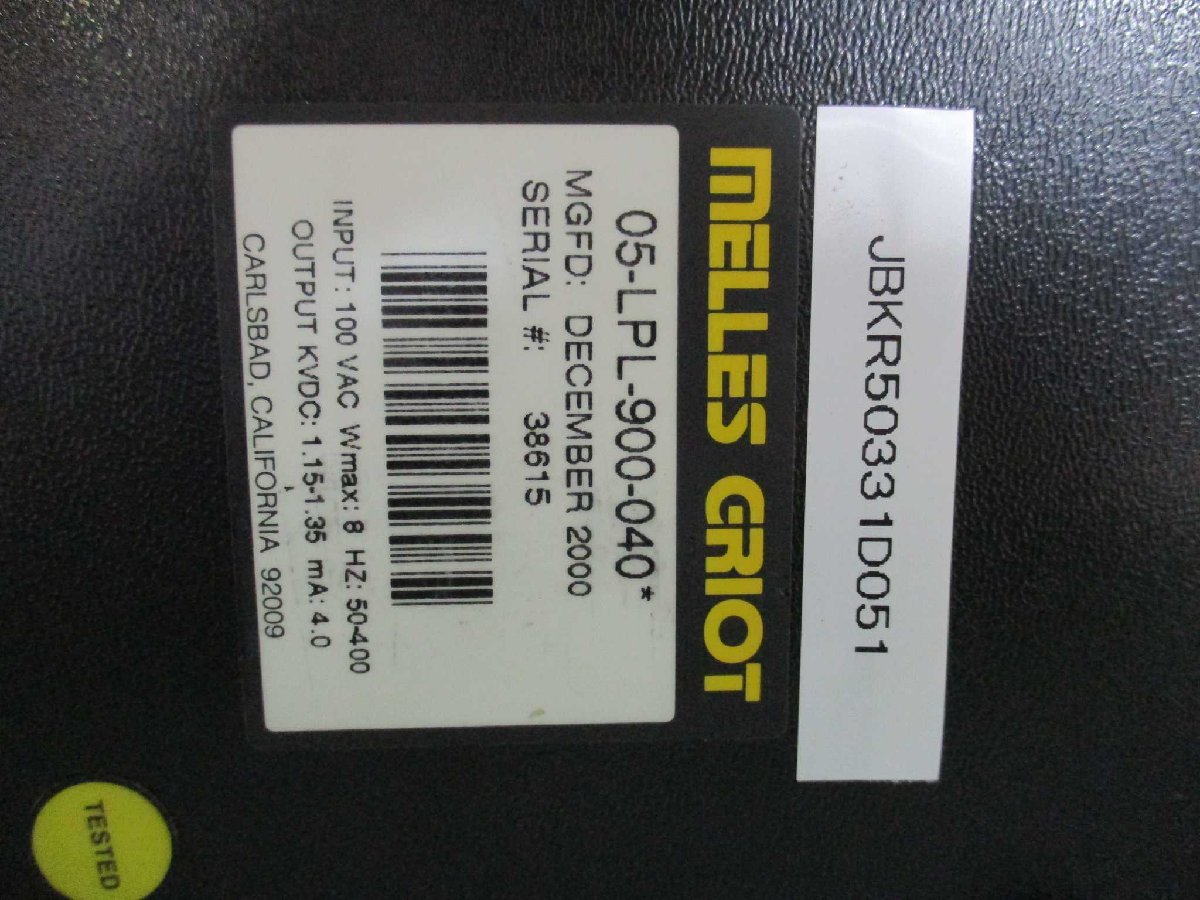 JBKR50331D051
MELLES GRIOT
05-LPL-900-040*
MGFD: DECEMBER 2000
SERIAL #: 38615
INPUT: 100 VAC Wmax: 8 HZ: 50-400
OUTPUT KVDC: 1.15-1.35 mA: 4.0
CARLSBAD, CALIFORNIA 92009
TESTED